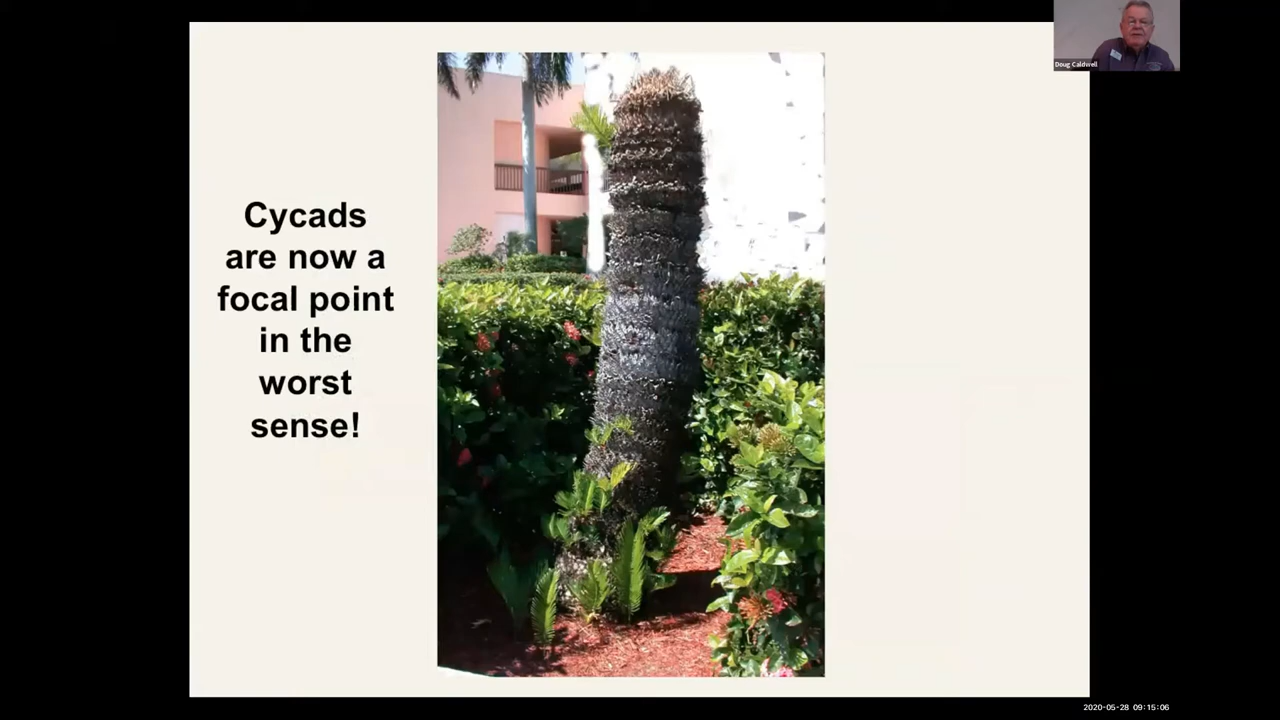 Doug Caldwell
Cycads
are now a
focal point
in the
worst
sense!
2020-05-28 09:15:06